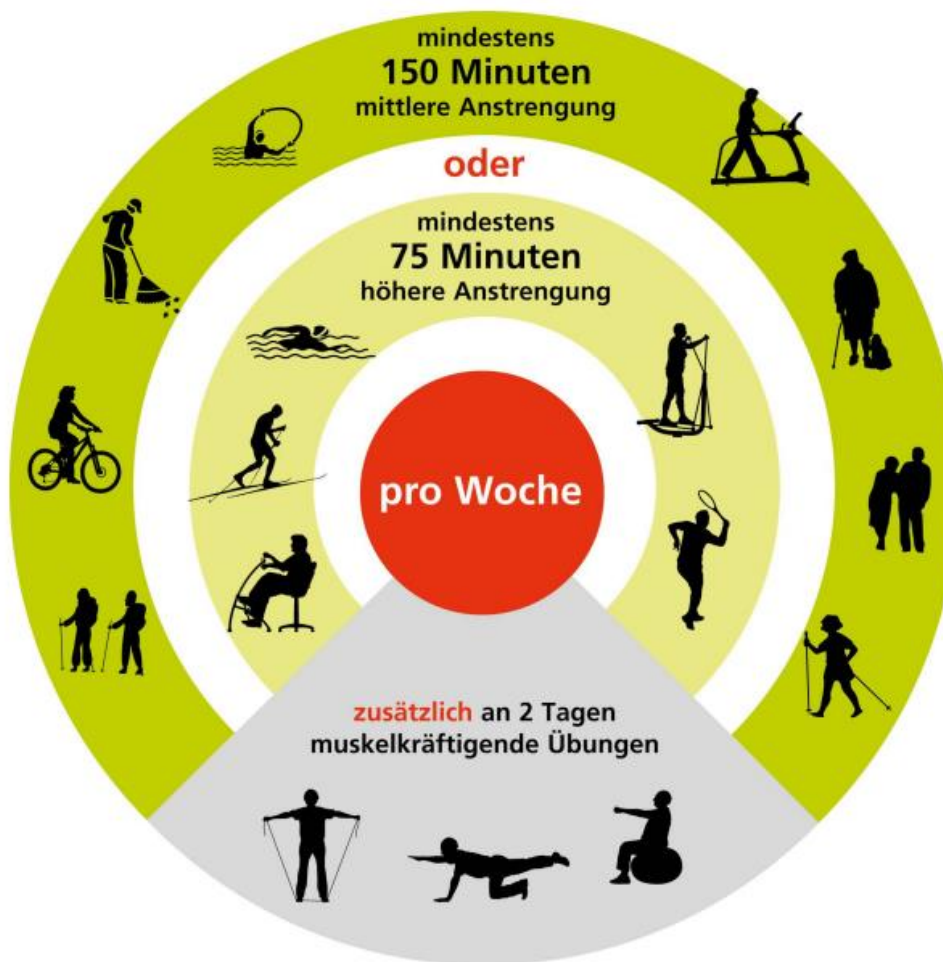 mindestens
150 Minuten
mittlere Anstrengung
oder
mindestens
75 Minuten
höhere Anstrengung
pro Woche
zusätzlich an 2 Tagen
muskelkräftigende Übungen